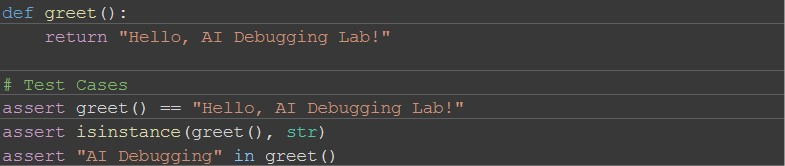 def greet():
    return "Hello, AI Debugging Lab!"
# Test Cases
assert greet() == "Hello, AI Debugging Lab!"
assert isinstance(greet(), str)
assert "AI Debugging" in greet()